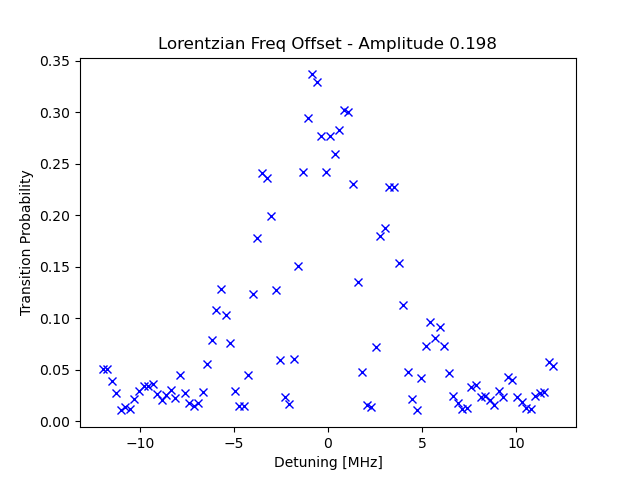 Lorentzian Freq Offset - Amplitude 0.198
0.35
0.30
0.25
0.20
0.15
0.10
0.05
0.00
Transition Probability
−10 −5 0 5 10
Detuning [MHz]